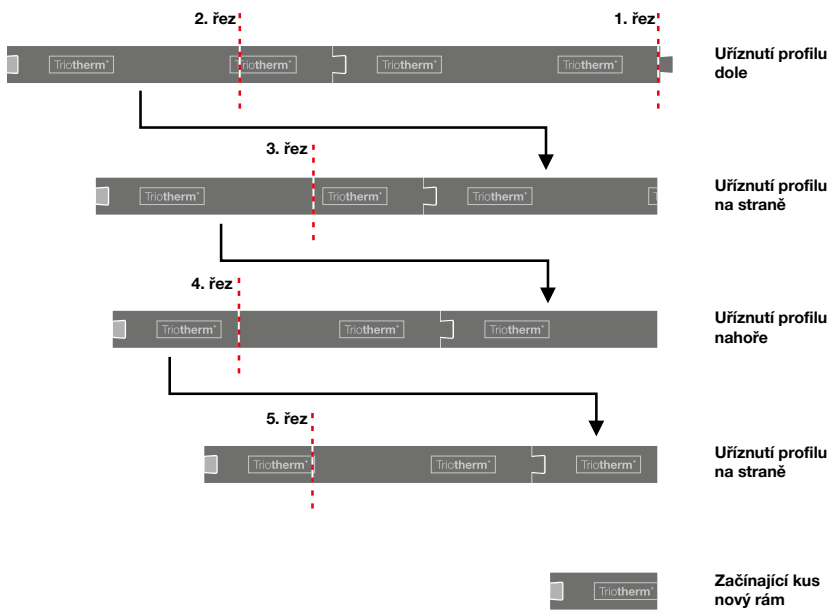 2. řez
1. řez
Uříznutí profilu
dole
Triotherm+
Triotherm+
Triotherm+
Triotherm+
3. řez
Uříznutí profilu
na straně
Triotherm+
Triotherm+
Triotherm+
T
4. řez
Uříznutí profilu
nahoře
Triotherm+
Triotherm+
Triotherm+
5. řez
Uříznutí profilu
na straně
Triotherm+
Triotherm+
Triotherm+
Začínající kus
nový rám
Triotherm+